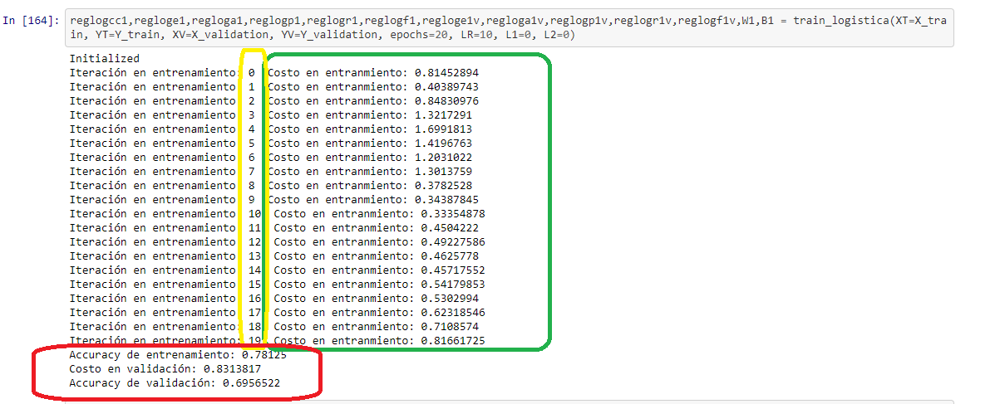 In [164]: reglogcc1,regloge1,regloga1,reglogp1,reglogr1,reglogf1,regloge1v,regloga1v,reglogp1v,reglogr1v,reglogf1v,W1,B1 = train_logistica(XT=X_tra
in, YT=Y_train, XV=X_validation, YV=Y_validation, epochs=20, LR=10, L1=0, L2=0)
Initialized
Iteración en entrenamiento: 0 Costo en entranmiento: 0.81452894
Iteración en entrenamiento 1 Costo en entranmiento: 0.40389743
Iteración en entrenamiento 2 Costo en entranmiento: 0.84830976
Iteración en entrenamiento 3 Costo en entranmiento: 1.3217291
Iteración en entrenamiento 4 Costo en entranmiento: 1.6991813
Iteración en entrenamiento 5 Costo en entranmiento: 1.4196763
Iteración en entrenamiento 6 Costo en entranmiento: 1.2031022
Iteración en entrenamiento 7 Costo en entranmiento: 1.3013759
Iteración en entrenamiento 8 Costo en entranmiento: 0.3782528
Iteración en entrenamiento 9 Costo en entranmiento: 0.34387845
Iteración en entrenamiento 10 Costo en entranmiento: 0.33354878
Iteración en entrenamiento 11 Costo en entranmiento: 0.4504222
Iteración en entrenamiento 12 Costo en entranmiento: 0.49227586
Iteración en entrenamiento 13 Costo en entranmiento: 0.4625778
Iteración en entrenamiento 14 Costo en entranmiento: 0.45717552
Iteración en entrenamiento 15 Costo en entranmiento: 0.54179853
Iteración en entrenamiento 16 Costo en entranmiento: 0.5302994
Iteración en entrenamiento 17 Costo en entranmiento: 0.62318546
Iteración en entrenamiento 18 Costo en entranmiento: 0.7108574
Iteración en entrenamiento: 19 Costo en entranmiento: 0.81661725
Accuracy de entrenamiento: 0.78125
Costo en validación: 0.8313817
Accuracy de validación: 0.6956522